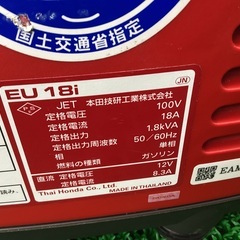 国土交通省指定
EU 18i
JN
PS
JET 本田技研工業株式会社
定格電圧 100V
定格電流 18A
定格出力 1.8kVA
定格出力周波数 50/60Hz
相数 単相
燃料の種類 ガソリン
直流 定格電圧 12V
定格電流 8.3A
Thai Honda Co., Ltd. MADE IN THAILAND
EAM